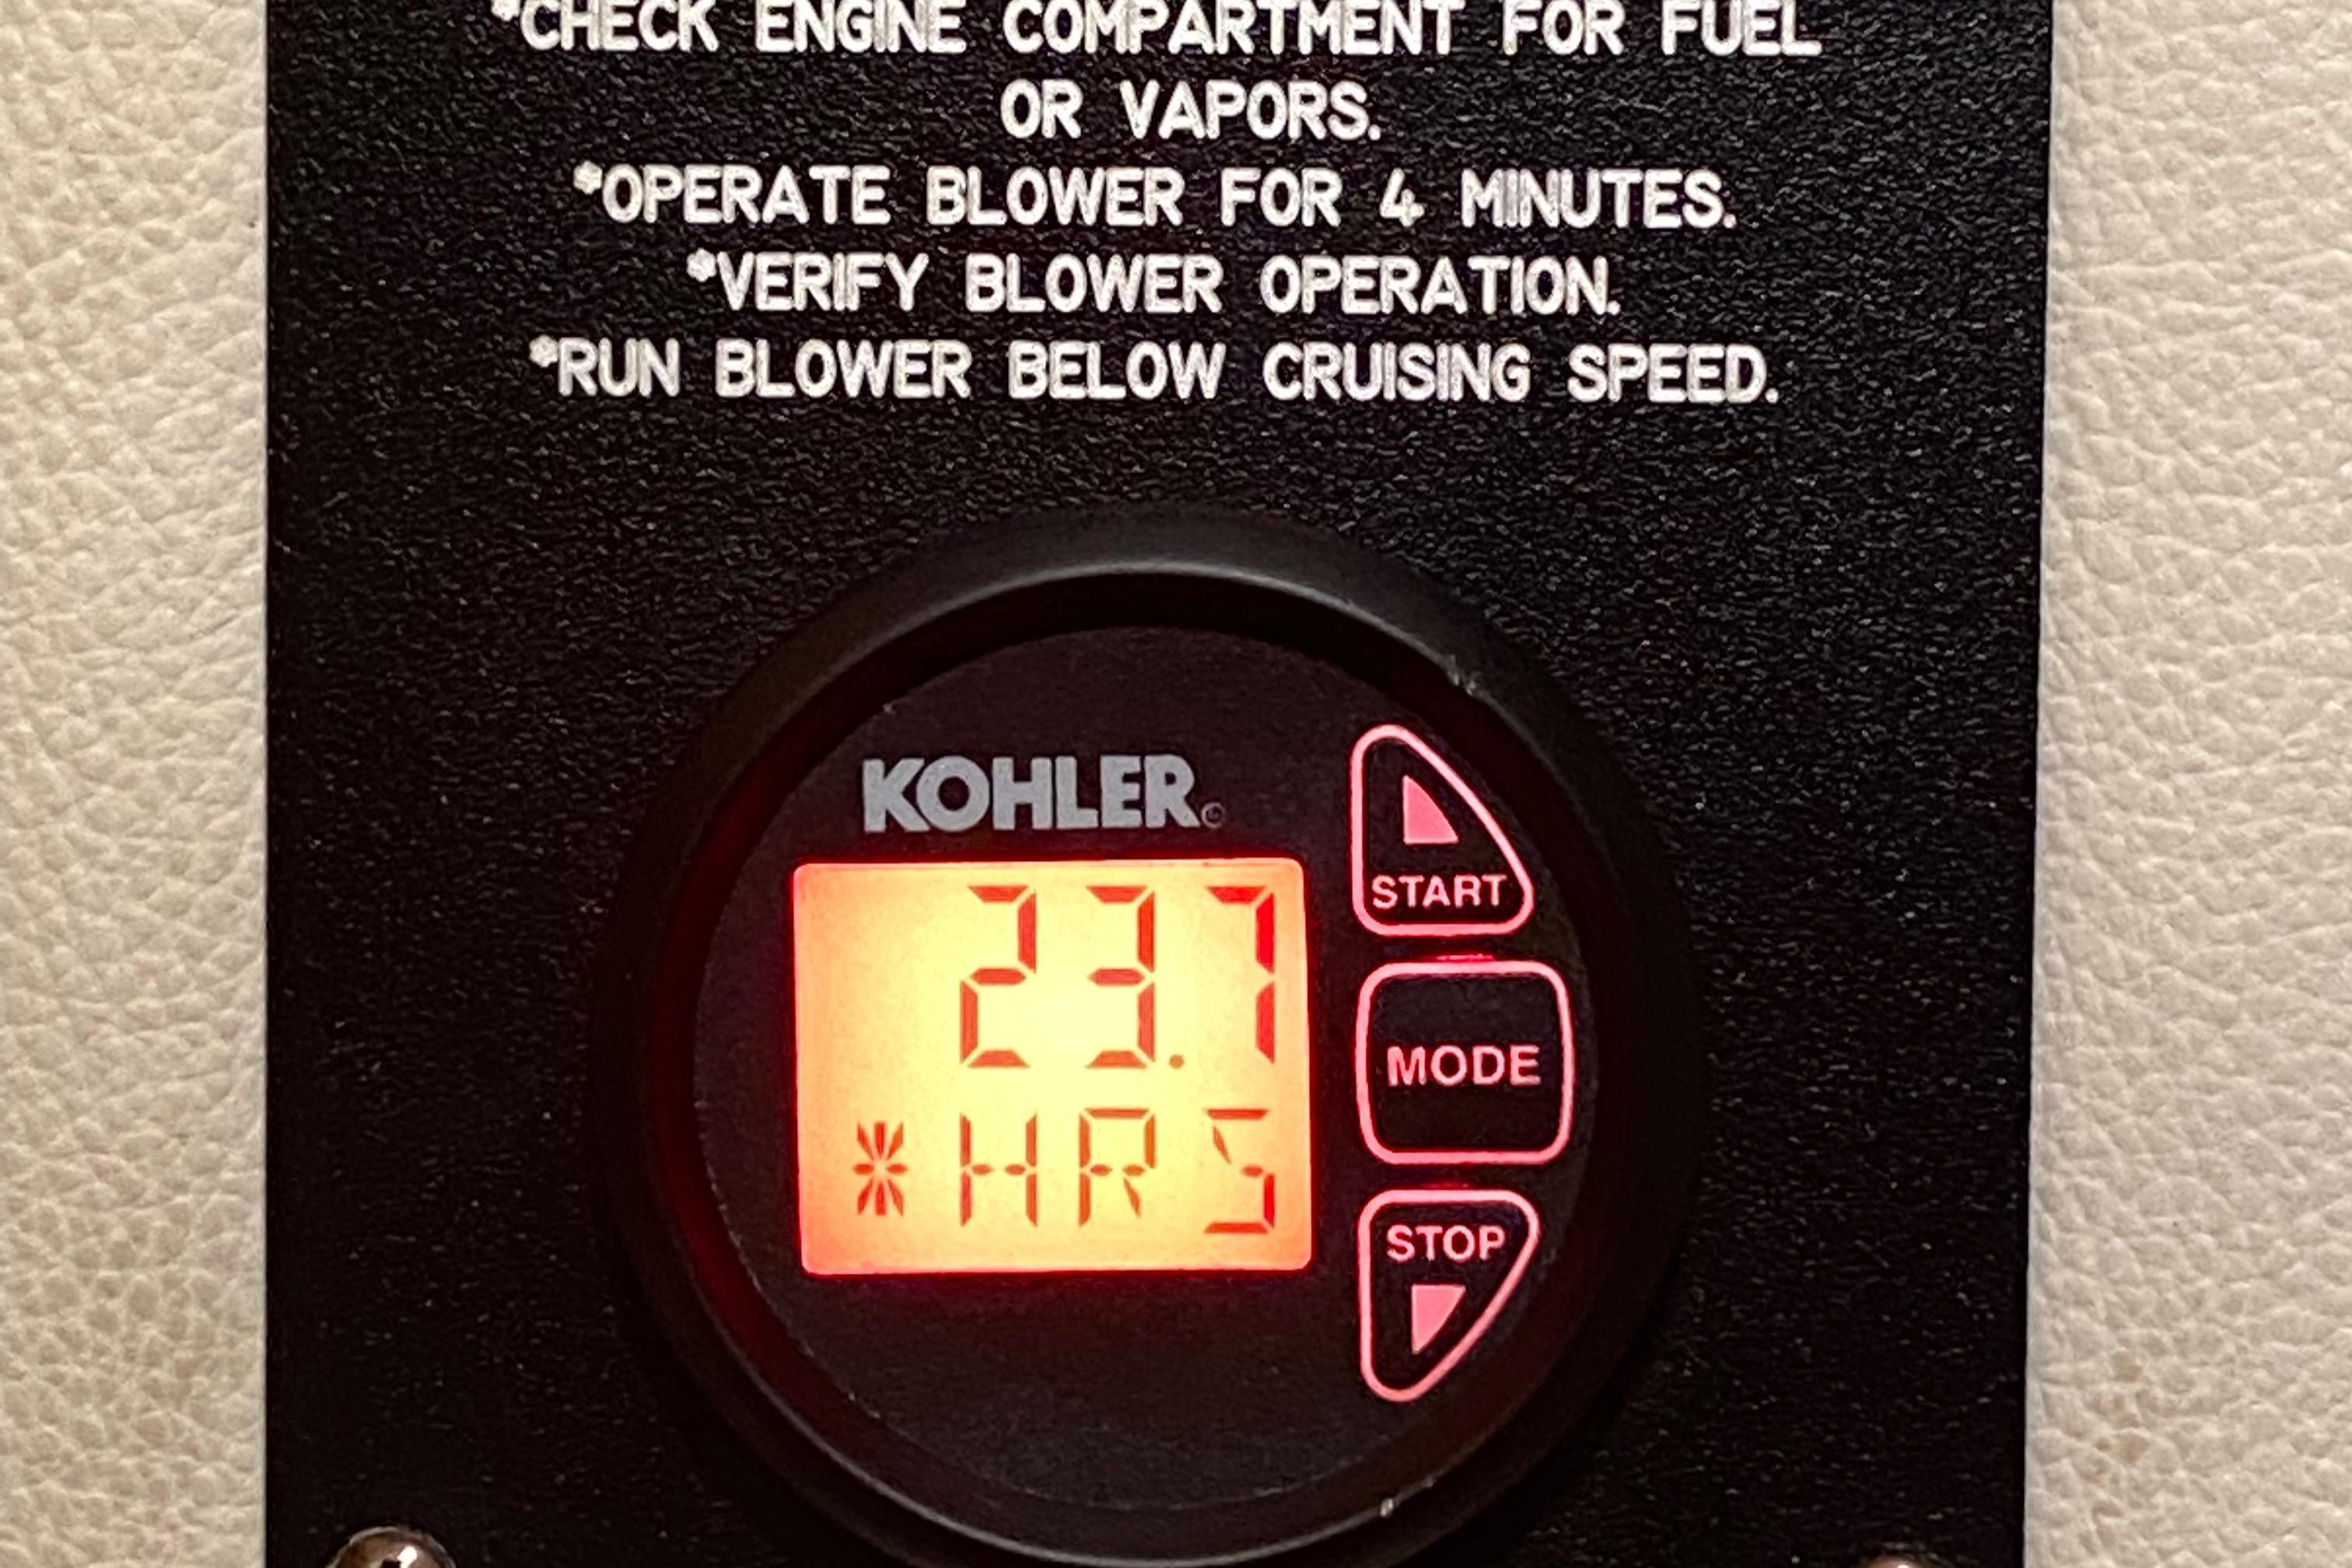 *CHECK ENGINE COMPARTMENT FOR FUEL
OR VAPORS.
*OPERATE BLOWER FOR 4 MINUTES.
*VERIFY BLOWER OPERATION.
*RUN BLOWER BELOW CRUISING SPEED.
KOHLER©
23.7
*HRS
START
MODE
STOP